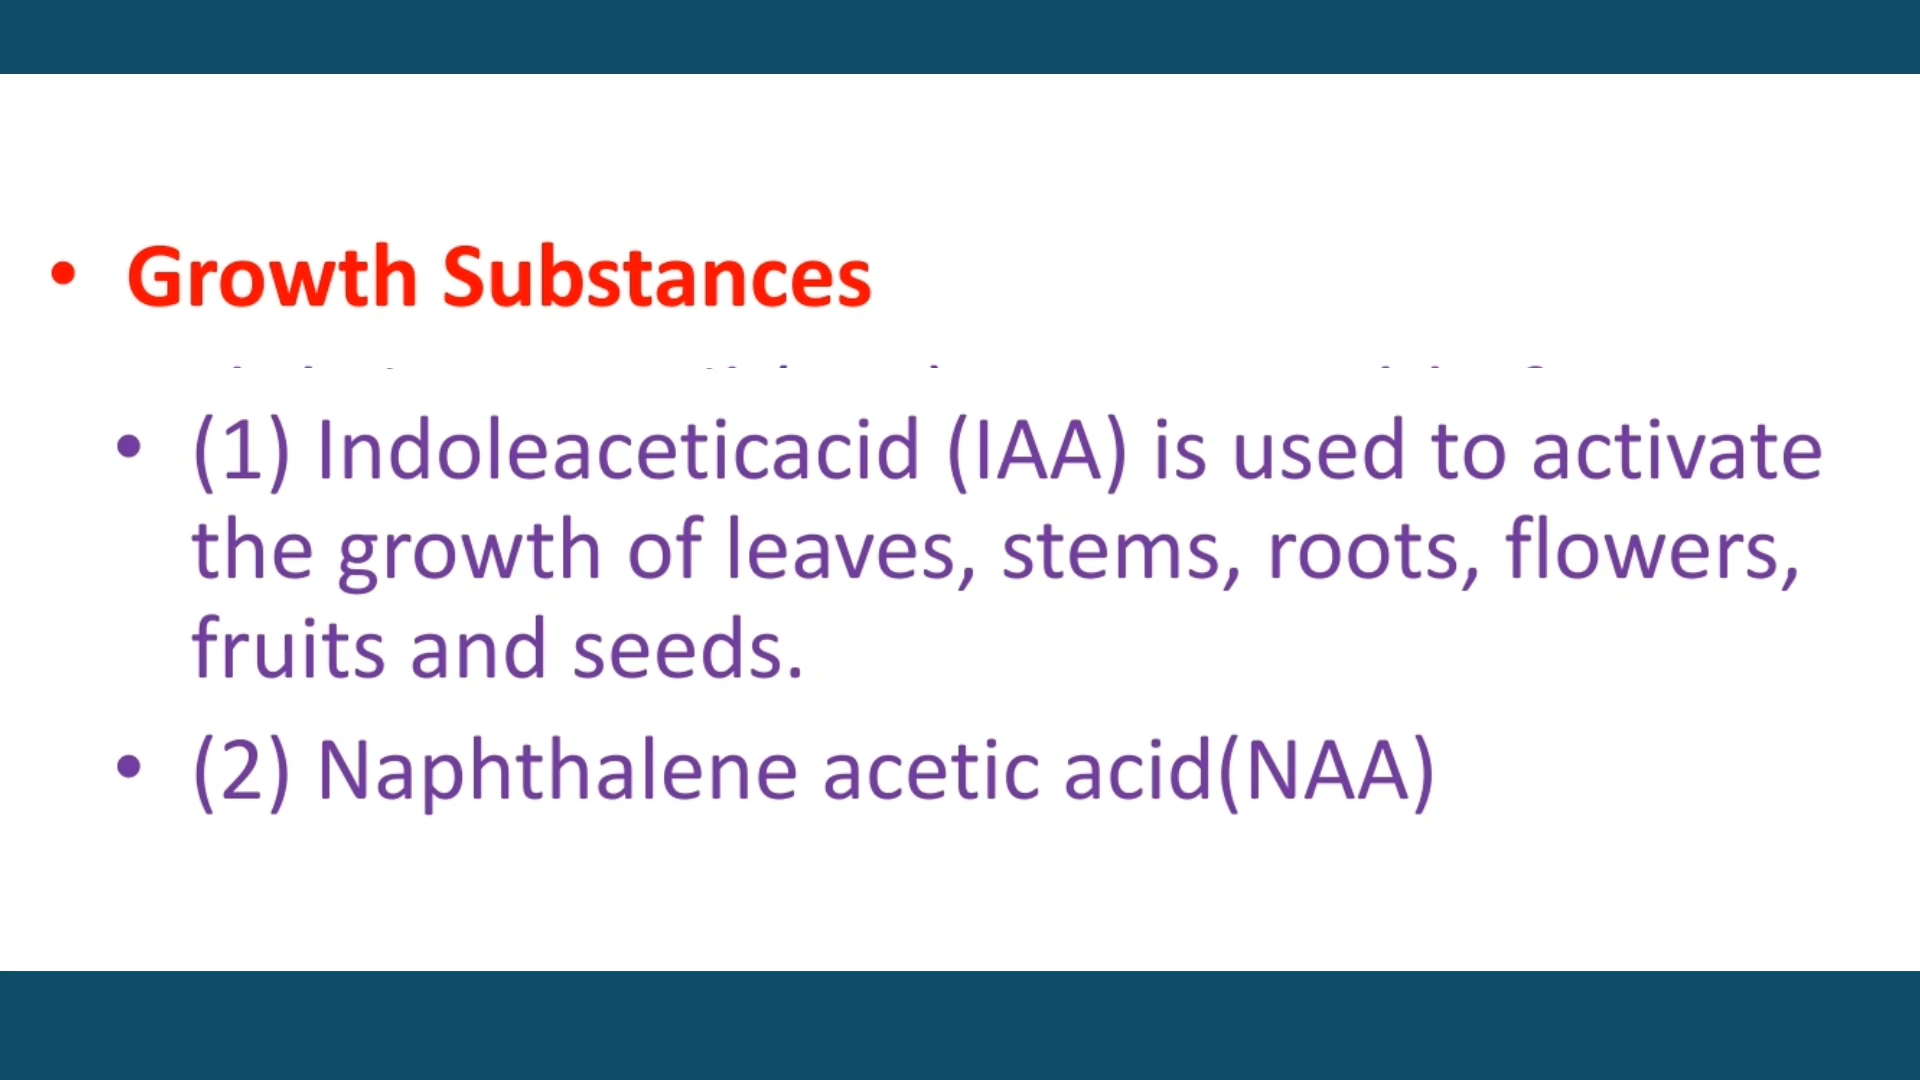 • Growth Substances
• (1) Indoleaceticacid (IAA) is used to activate
the growth of leaves, stems, roots, flowers,
fruits and seeds.
• (2) Naphthalene acetic acid(NAA)